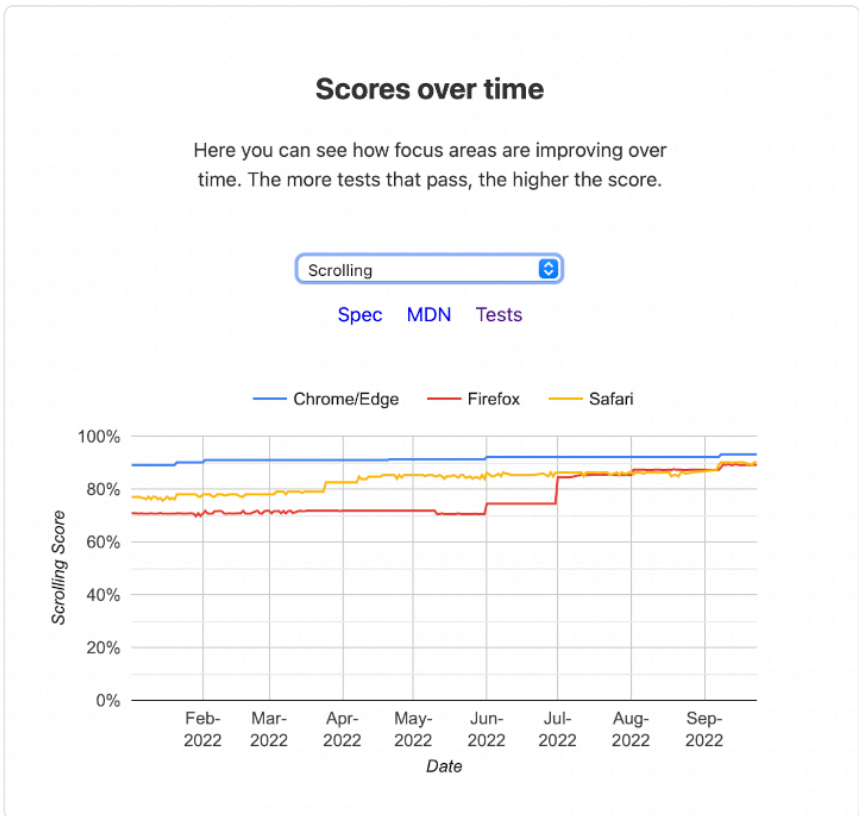 Scores over time
Here you can see how focus areas are improving over
time. The more tests that pass, the higher the score.
Scrolling
Spec MDN Tests
Chrome/Edge Firefox Safari
100%
80%
60%
40%
20%
0%
Scrolling Score
Feb- Mar- Apr- May- Jun- Jul- Aug- Sep-
2022 2022 2022 2022 2022 2022 2022 2022
Date